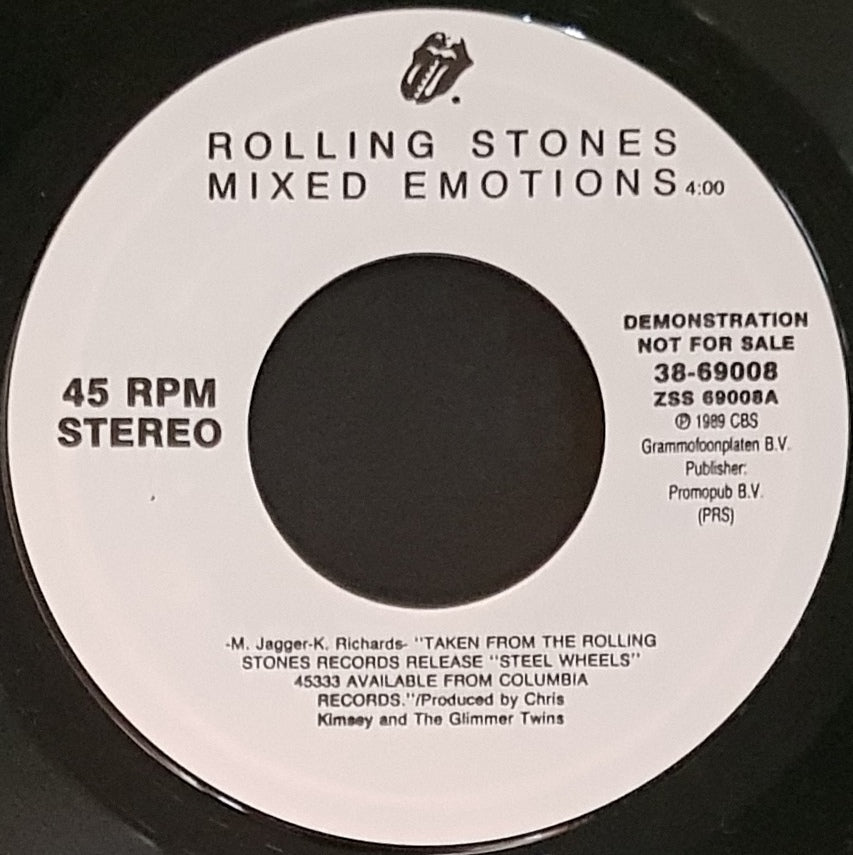 ROLLING STONES
MIXED EMOTIONS 4:00
DEMONSTRATION
NOT FOR SALE
38-69008
ZSS 69008A
℗ 1989 CBS
Grammofoonplaten B.V.
Publisher:
Promopub B.V.
(PRS)
45 RPM
STEREO
-M. Jagger-K. Richards- "TAKEN FROM THE ROLLING
STONES RECORDS RELEASE "STEEL WHEELS"
45333 AVAILABLE FROM COLUMBIA
RECORDS."/Produced by Chris
Kimsey and The Glimmer Twins